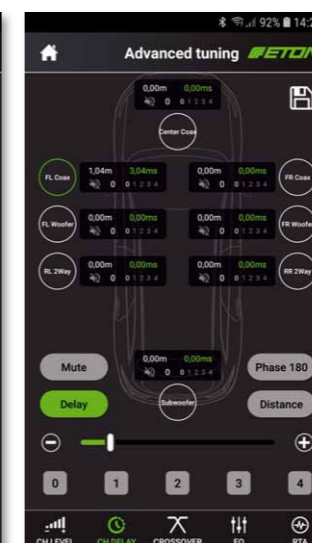 92% 14:2
Advanced tuning ETON
0,00m 0,00ms
0 0 1 2 3 4
Center Coax
FL Coax 1,04m 3,04ms 0,00m 0,00ms FR Coax
0 0 1 2 3 4 0 0 1 2 3 4
FL Woofer 0,00m 0,00ms 0,00m 0,00ms FR Woofer
0 0 1 2 3 4 0 0 1 2 3 4
RL 2Way 0,00m 0,00ms 0,00m 0,00ms RR 2Way
0 0 1 2 3 4 0 0 1 2 3 4
0,00m 0,00ms
Mute 0 0 1 2 3 4 Phase 180
Delay Subwoofer Distance
0 1 2 3 4
CH LEVEL CH DELAY CROSSOVER EQ RTA